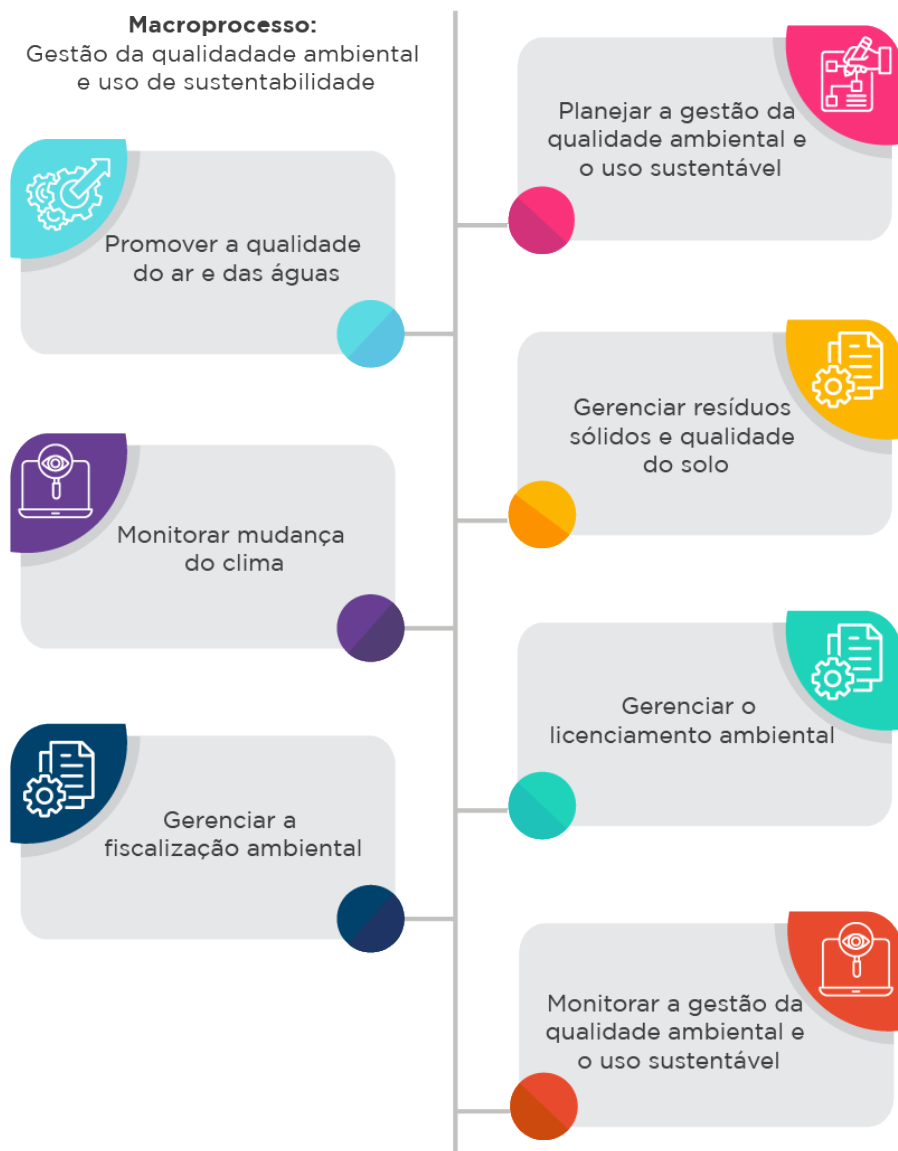 Macroprocesso:
Gestão da qualidadade ambiental
e uso de sustentabilidade
Planejar a gestão da
qualidade ambiental e
o uso sustentável
Promover a qualidade
do ar e das águas
Gerenciar resíduos
sólidos e qualidade
do solo
Monitorar mudança
do clima
Gerenciar o
licenciamento ambiental
Gerenciar a
fiscalização ambiental
Monitorar a gestão da
qualidade ambiental e
o uso sustentável